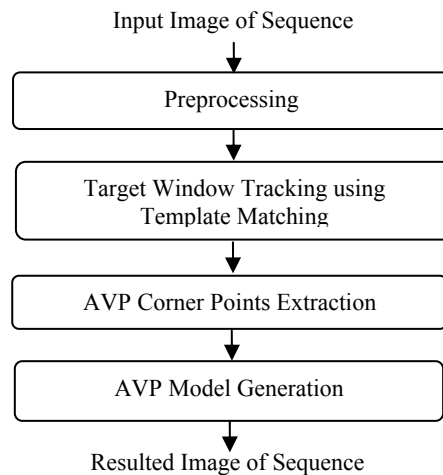 Input Image of Sequence
Preprocessing
Target Window Tracking using
Template Matching
AVP Corner Points Extraction
AVP Model Generation
Resulted Image of Sequence